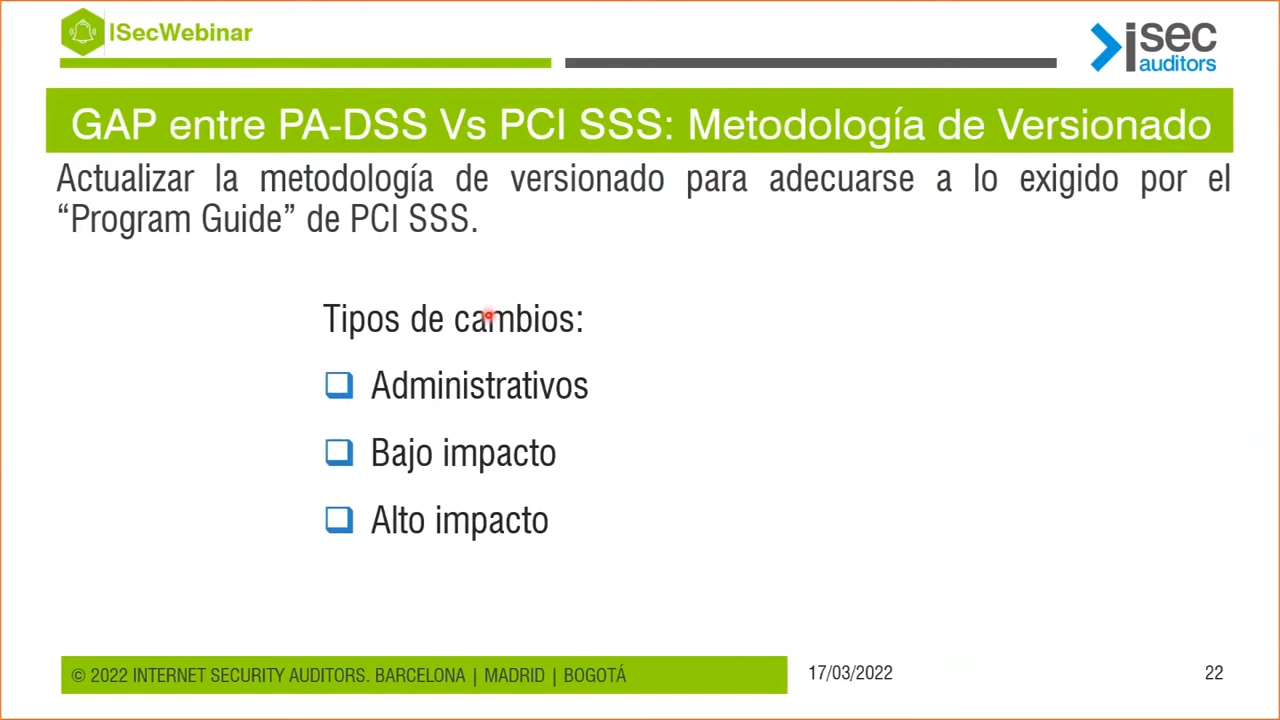 ISecWebinar
isec
auditors
GAP entre PA-DSS Vs PCI SSS: Metodología de Versionado
Actualizar la metodología de versionado para adecuarse a lo exigido por el
“Program Guide” de PCI SSS.
Tipos de cambios:
Administrativos
Bajo impacto
Alto impacto
© 2022 INTERNET SECURITY AUDITORS. BARCELONA | MADRID | BOGOTÁ
17/03/2022
22